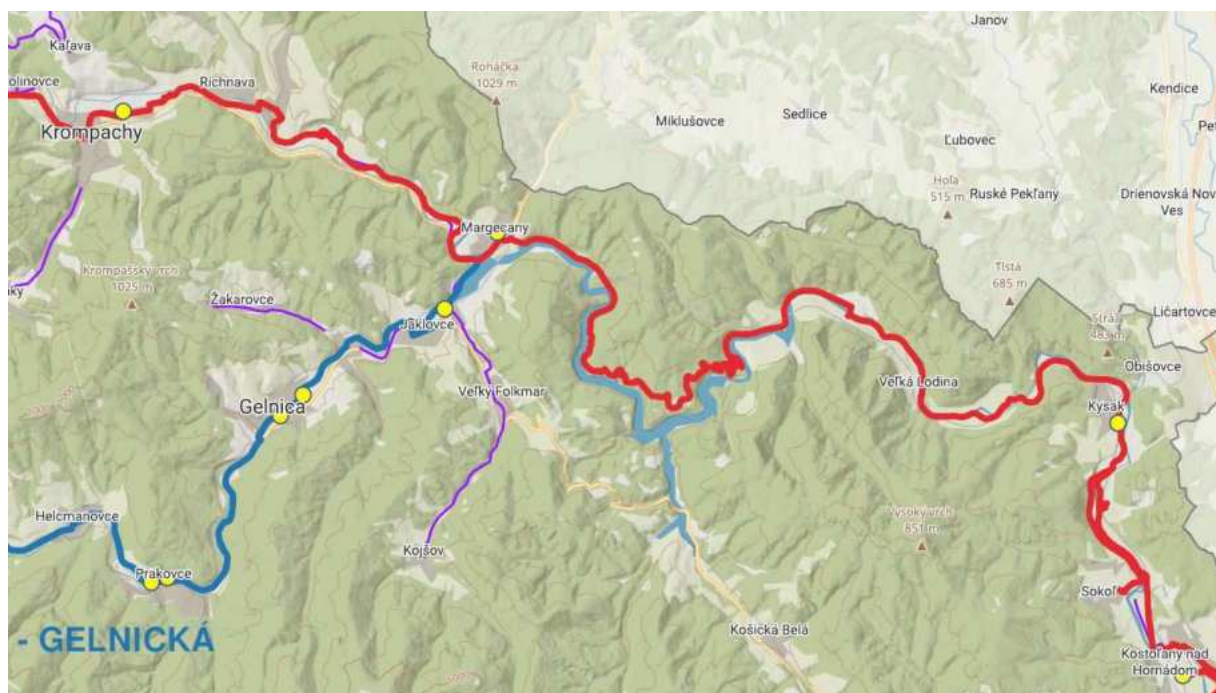 Kaľava
Richnava
Krompachy
Roháčka
1029 m
Janov
Miklušovce
Sedlice
Kendice
Ľubovec
Hoľa
515 m
Ruské Pekľany
Drienovská Nov
Ves
Margecany
Krompašský vrch
1025 m
Žakarovce
Jaklovce
Tlstá
685 m
Ličartovce
Obišovce
Gelnica
Veľký Folkmar
Veľká Lodina
Kysak
Helcmanovce
Vysoký vrch
851 m
Kojšov
Prakovce
Sokoľ
- GELNICKÁ
Košická Belá
Kostoľany nad
Hornádom